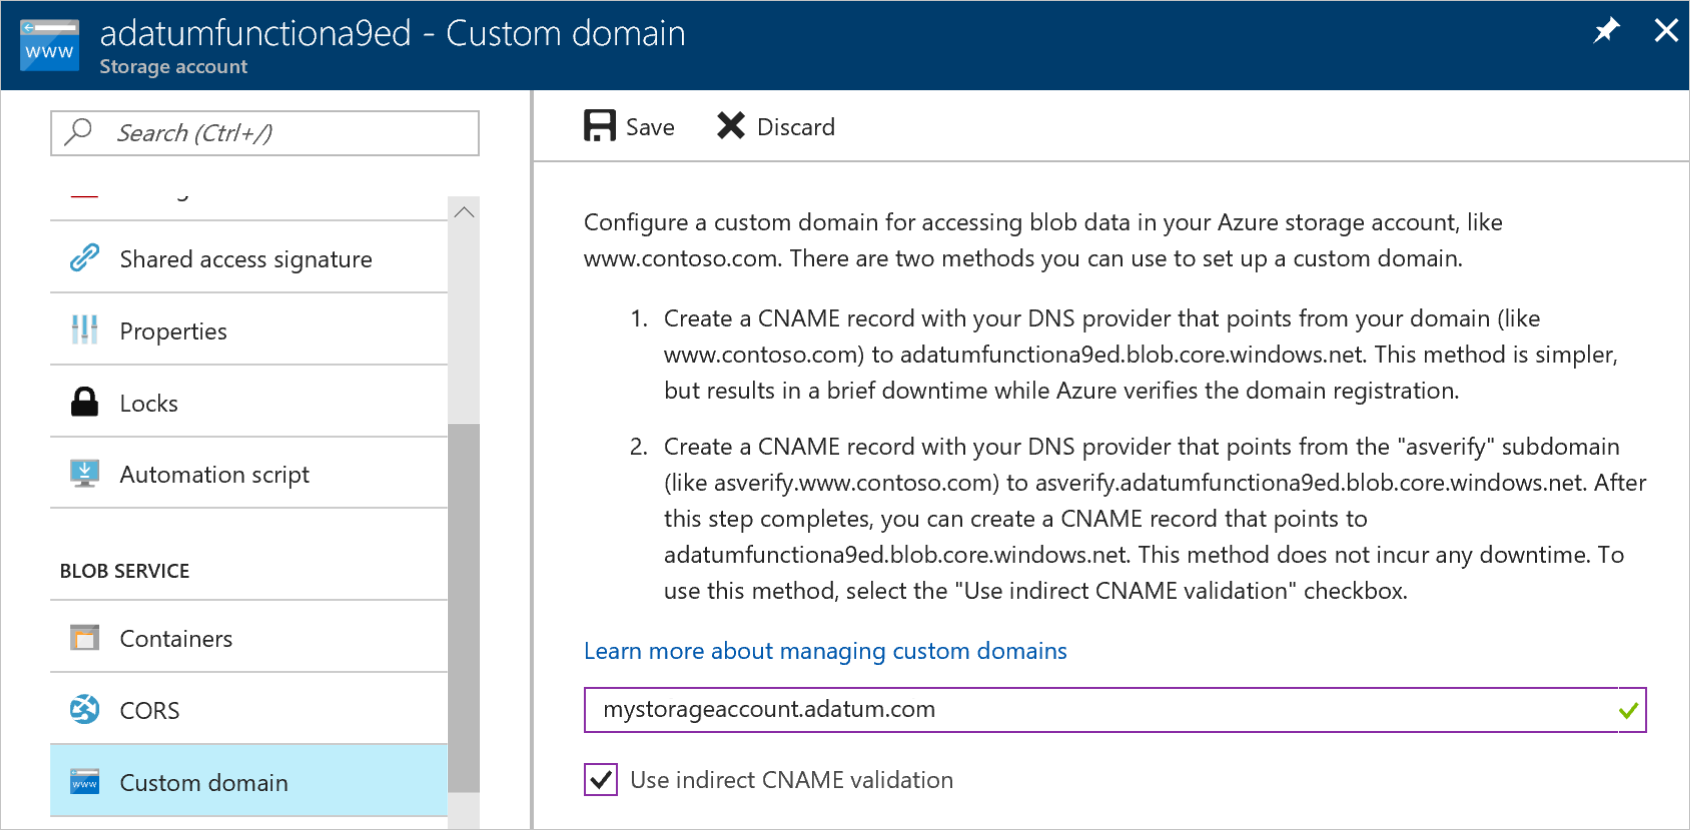 www
adatumfunctiona9ed - Custom domain
Storage account
Search (Ctrl+/)
Shared access signature
Properties
Locks
Automation script
BLOB SERVICE
Containers
CORS
www
Custom domain
Save
Discard
Configure a custom domain for accessing blob data in your Azure storage account, like
www.contoso.com. There are two methods you can use to set up a custom domain.
1. Create a CNAME record with your DNS provider that points from your domain (like
www.contoso.com) to adatumfunctiona9ed.blob.core.windows.net. This method is simpler,
but results in a brief downtime while Azure verifies the domain registration.
2. Create a CNAME record with your DNS provider that points from the "asverify" subdomain
(like asverify.www.contoso.com) to asverify.adatumfunctiona9ed.blob.core.windows.net. After
this step completes, you can create a CNAME record that points to
adatumfunctiona9ed.blob.core.windows.net. This method does not incur any downtime. To
use this method, select the "Use indirect CNAME validation" checkbox.
Learn more about managing custom domains
mystorageaccount.adatum.com
Use indirect CNAME validation